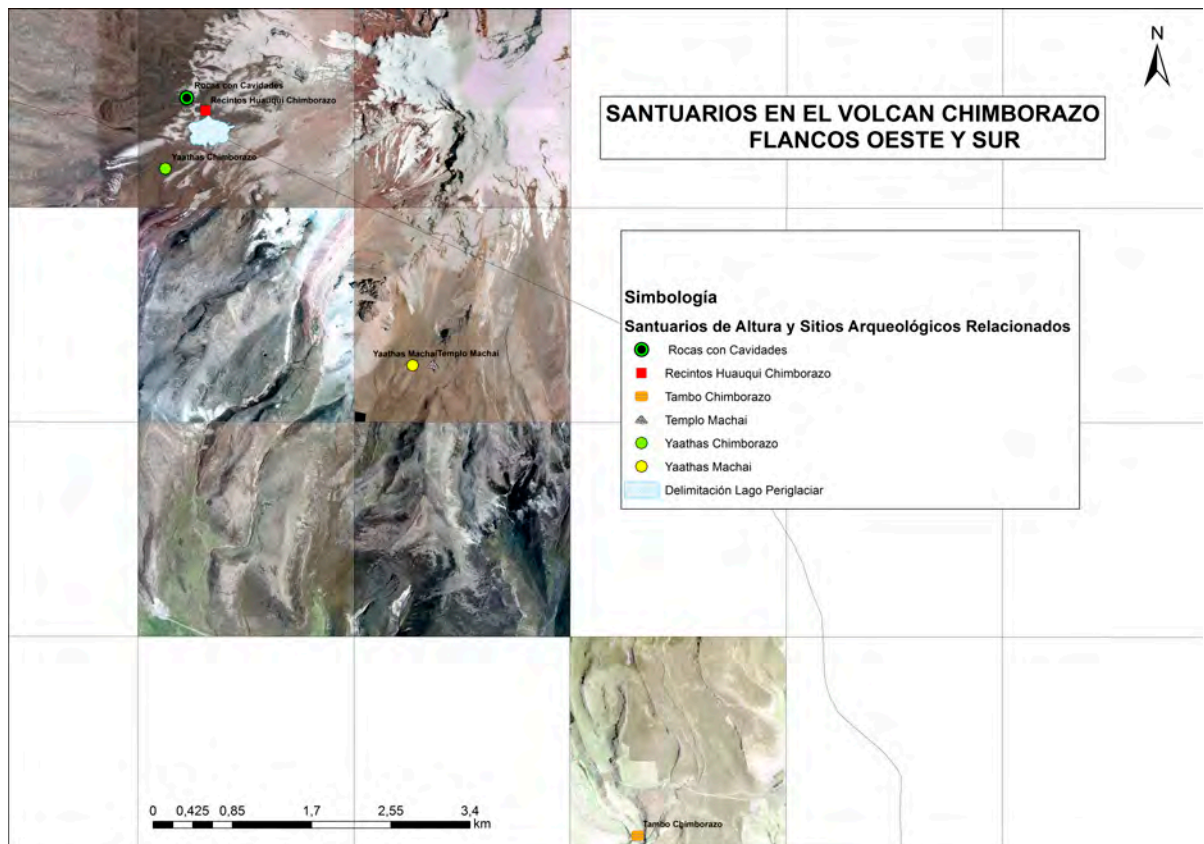 N
SANTUARIOS EN EL VOLCAN CHIMBORAZO
FLANCOS OESTE Y SUR
Rocas con Cavidades
Recintos Huauqui Chimborazo
Yaathas Chimborazo
Yaathas Machai
Templo Machai
Simbología
Santuarios de Altura y Sitios Arqueológicos Relacionados
Rocas con Cavidades
Recintos Huauqui Chimborazo
Tambo Chimborazo
Templo Machai
Yaathas Chimborazo
Yaathas Machai
Delimitación Lago Periglaciar
Tambo Chimborazo
0 0,425 0,85 1,7 2,55 3,4
km